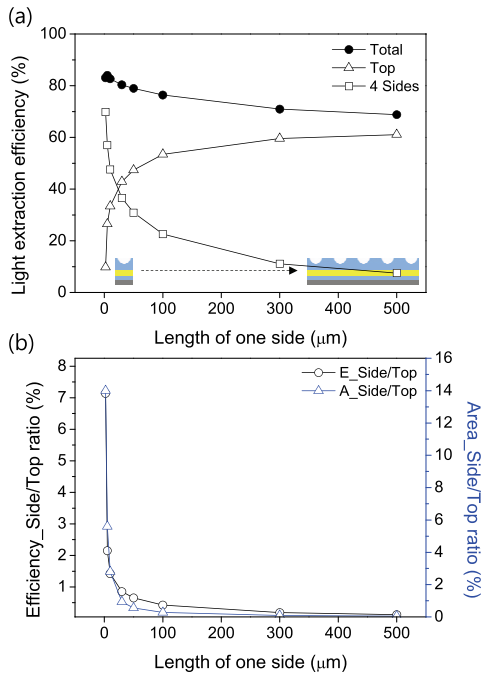 (a)
Light extraction efficiency (%)
100
80
60
40
20
0
Total
Top
4 Sides
0 100 200 300 400 500
Length of one side (μm)
(b)
Efficiency_Side/Top ratio (%)
8
7
6
5
4
3
2
1
E_Side/Top
A_Side/Top
16
14
12
10
8
6
4
2
0
Area_Side/Top ratio (%)
0 100 200 300 400 500
Length of one side (μm)